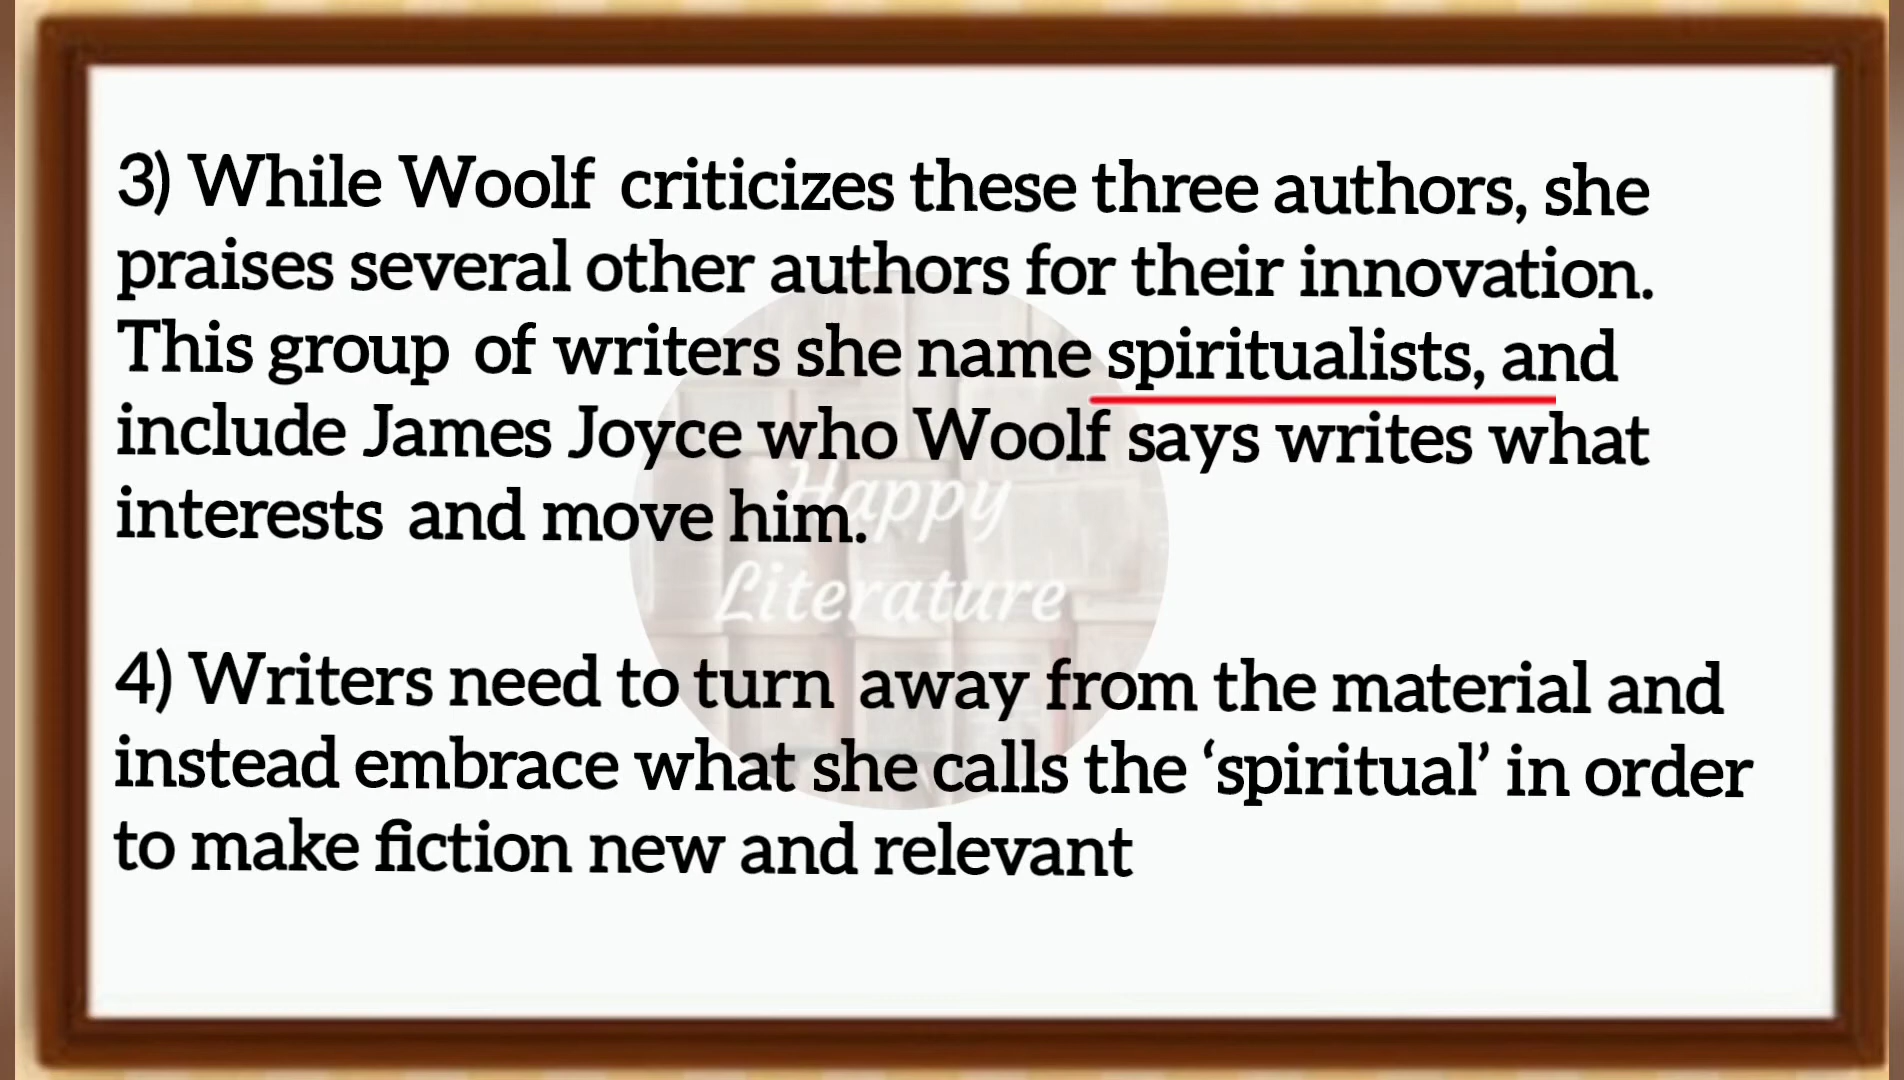 3) While Woolf criticizes these three authors, she
praises several other authors for their innovation.
This group of writers she name spiritualists, and
include James Joyce who Woolf says writes what
interests and move him.
Happy
Literature
4) Writers need to turn away from the material and
instead embrace what she calls the ‘spiritual’ in order
to make fiction new and relevant